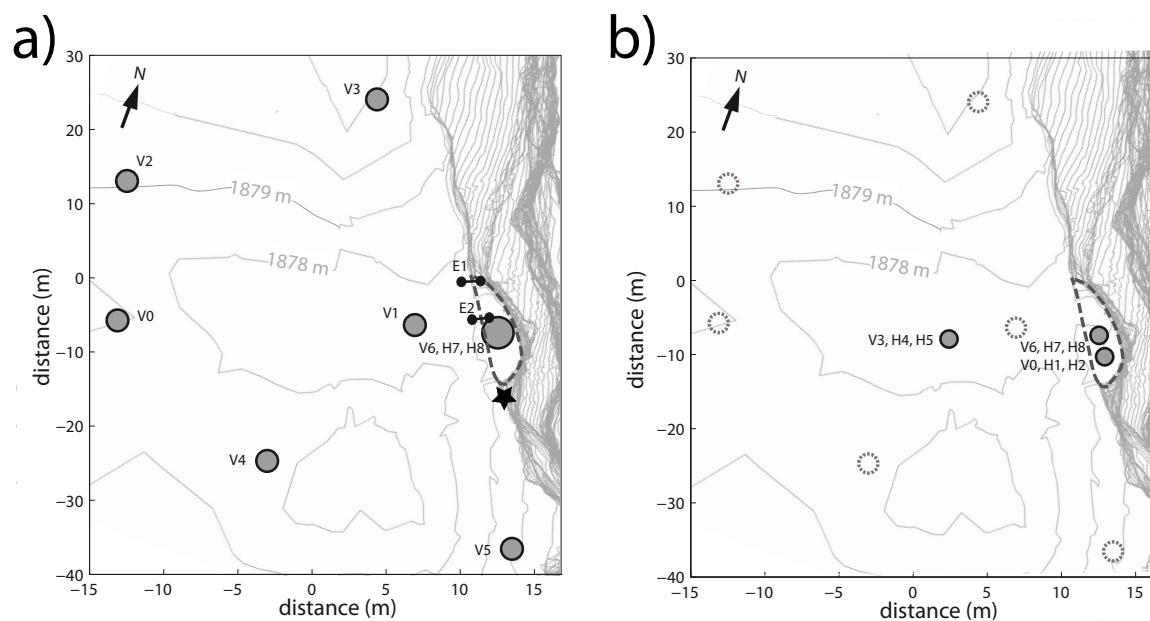 a)
30
20
10
0
−10
−20
−30
−40
−15
−10
−5
0
5
10
15
distance (m)
distance (m)
N
V3
V2
1879 m
1878 m
E1
E2
V0
V1
V6, H7, H8
V4
V5
b)
30
20
10
0
−10
−20
−30
−40
−15
−10
−5
0
5
10
15
distance (m)
distance (m)
N
1879 m
1878 m
V3, H4, H5
V6, H7, H8
V0, H1, H2